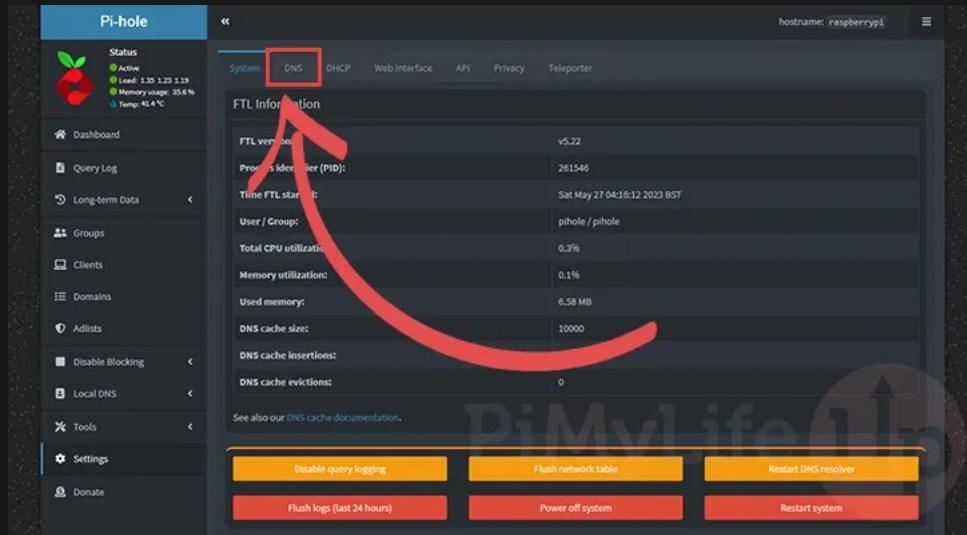 Pi-hole
«
hostname: raspberrypi
Status
Active
Load: 1.35 1.23 1.19
Memory usage: 35.6 %
Temp: 41.4 °C
Dashboard
Query Log
Long-term Data
Groups
Clients
Domains
Adlists
Disable Blocking
Local DNS
Tools
Settings
Donate
System DNS DHCP Web interface API Privacy Teleporter
FTL Information
FTL version: v5.22
Process identifier (PID): 261546
Time FTL started: Sat May 27 04:16:12 2023 BST
User / Group: pihole / pihole
Total CPU utilization: 0.3%
Memory utilization: 0.1%
Used memory: 6.58 MB
DNS cache size: 10000
DNS cache insertions:
DNS cache evictions: 0
See also our DNS cache documentation.
PiMyLifeUp
Disable query logging Flush network table Restart DNS resolver
Flush logs (last 24 hours) Power off system Restart system